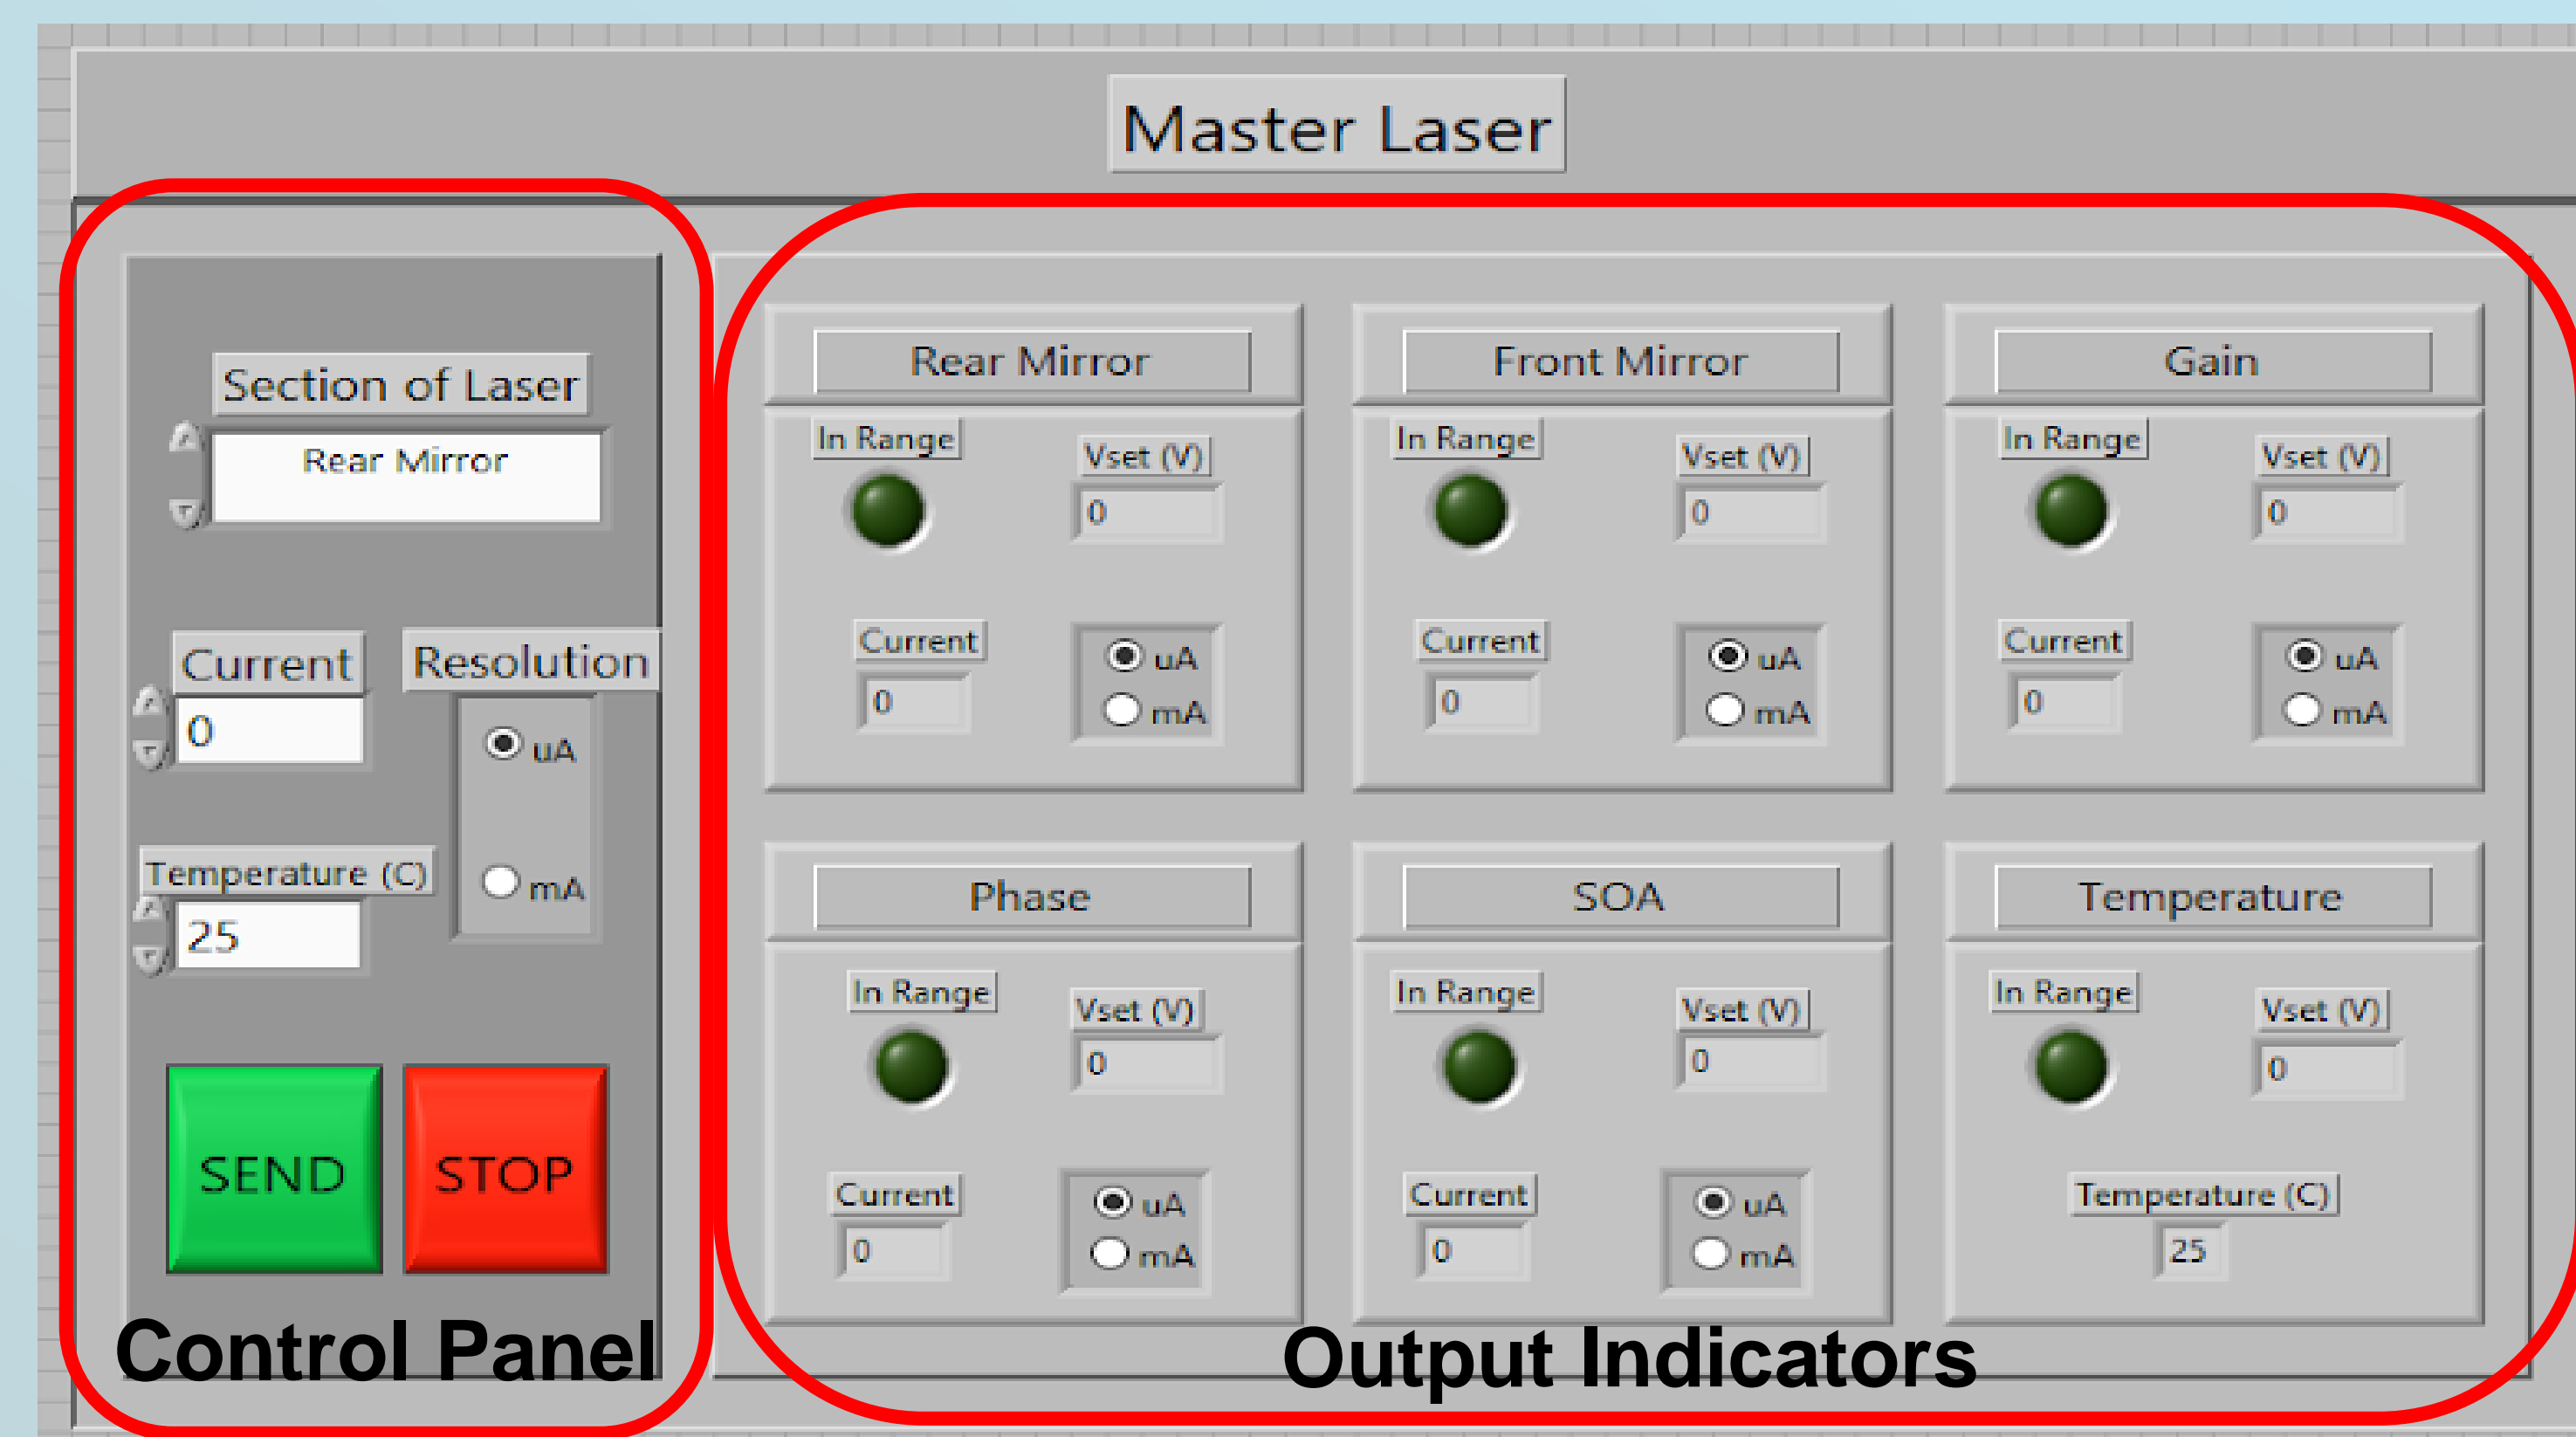 Master Laser
Section of Laser
Rear Mirror
Current
Resolution
0
uA
mA
Temperature (C)
25
SEND
STOP
Control Panel
Rear Mirror
In Range
Vset (V)
0
Current
0
uA
mA
Front Mirror
In Range
Vset (V)
0
Current
0
uA
mA
Gain
In Range
Vset (V)
0
Current
0
uA
mA
Phase
In Range
Vset (V)
0
Current
0
uA
mA
SOA
In Range
Vset (V)
0
Current
0
uA
mA
Temperature
In Range
Vset (V)
0
Temperature (C)
25
Output Indicators